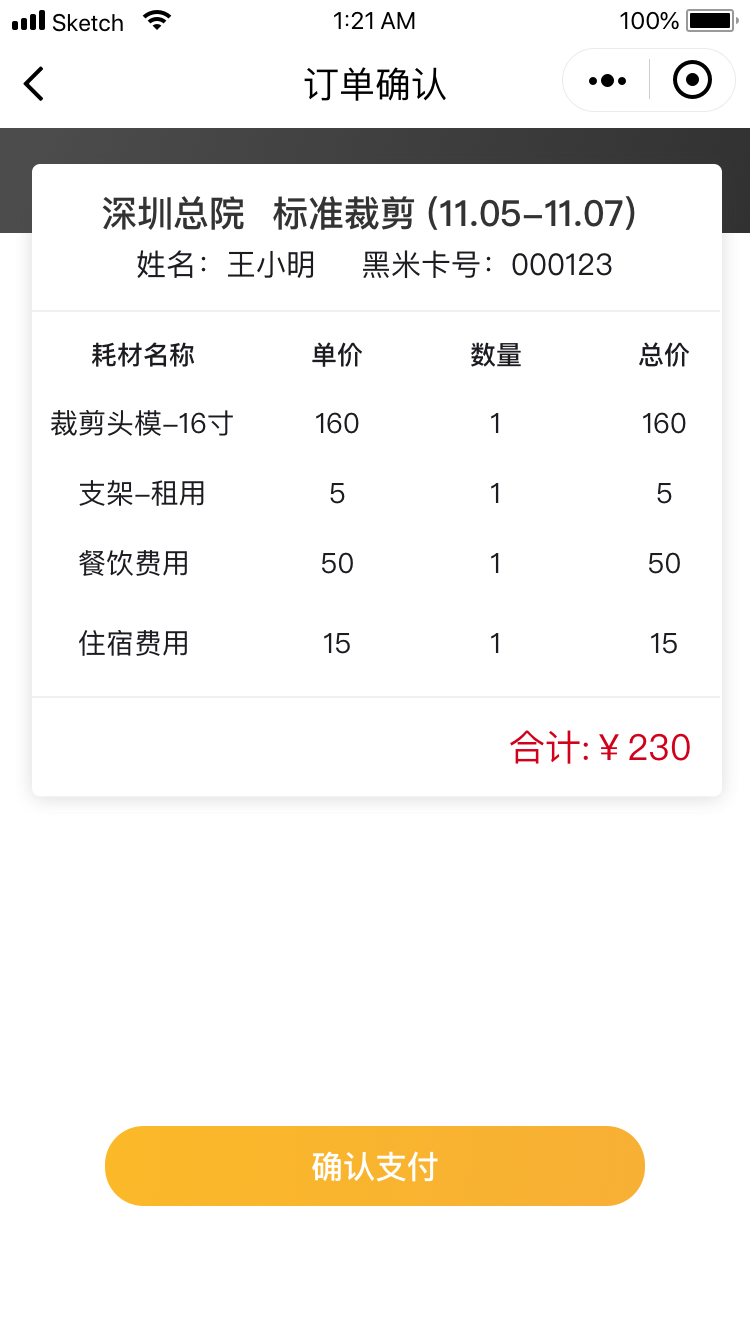 Sketch 1:21 AM 100%
订单确认
深圳总院 标准裁剪 (11.05–11.07)
姓名：王小明 黑米卡号：000123
耗材名称 单价 数量 总价
裁剪头模–16寸 160 1 160
支架–租用 5 1 5
餐饮费用 50 1 50
住宿费用 15 1 15
合计: ¥ 230
确认支付